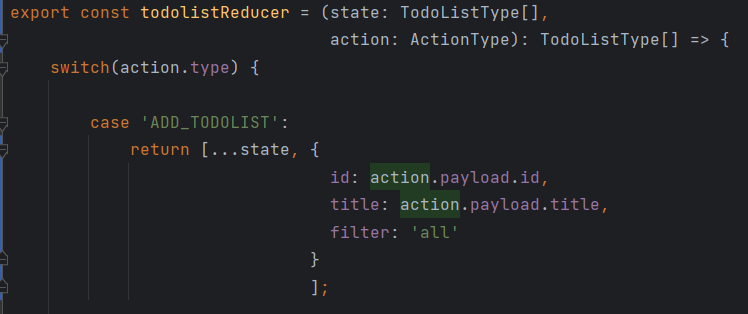 export const todolistReducer = (state: TodoListType[],
action: ActionType): TodoListType[] => {
switch(action.type) {
case 'ADD_TODOLIST':
return [...state, {
id: action.payload.id,
title: action.payload.title,
filter: 'all'
}
];